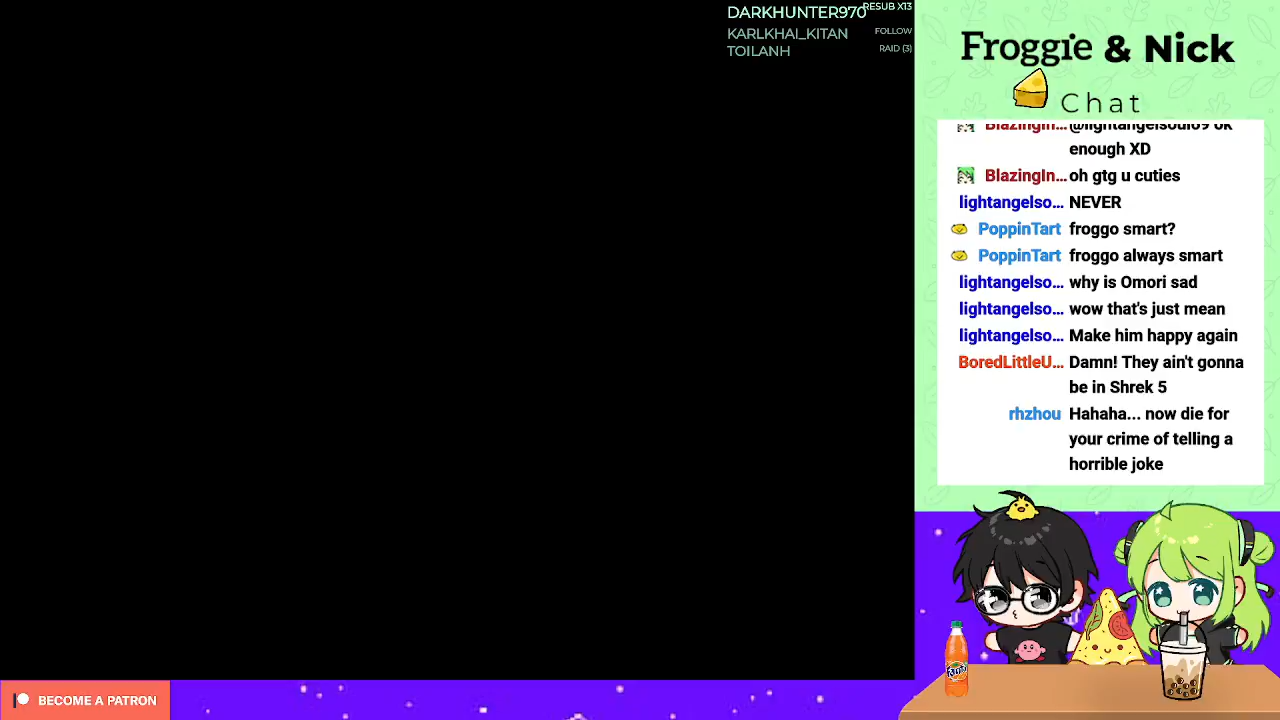 DARKHUNTER970 RESUB X13
KARLKHAI_KITAN FOLLOW
TOILANH RAID (3)
Froggie & Nick
Chat
BlazingIn... @lightangelsoul69 ok
enough XD
BlazingIn... oh gtg u cuties
lightangelso... NEVER
PoppinTart froggo smart?
PoppinTart froggo always smart
lightangelso... why is Omori sad
lightangelso... wow that's just mean
lightangelso... Make him happy again
BoredLittleU... Damn! They ain't gonna
be in Shrek 5
rhzhou Hahaha... now die for
your crime of telling a
horrible joke
BECOME A PATRON